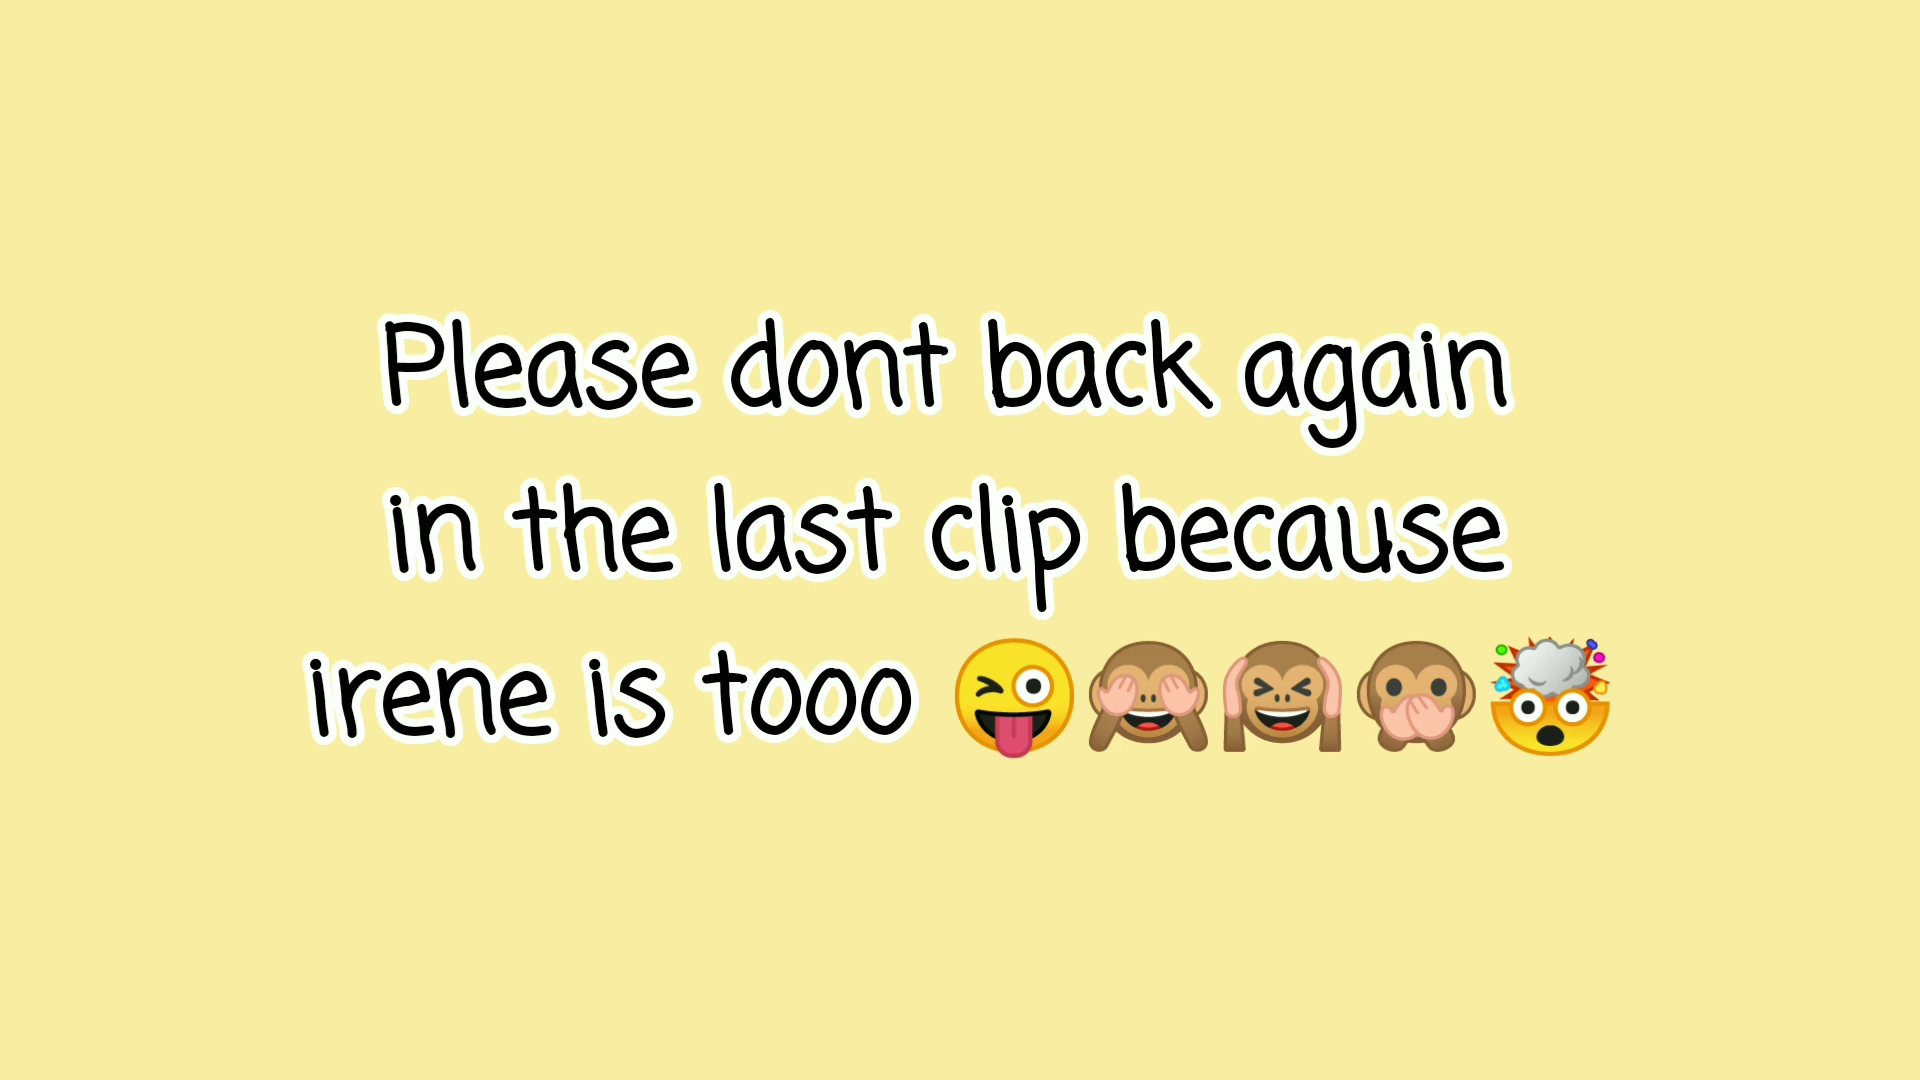 Please dont back again
in the last clip because
irene is tooo 😜🙈🙉🙊🤯